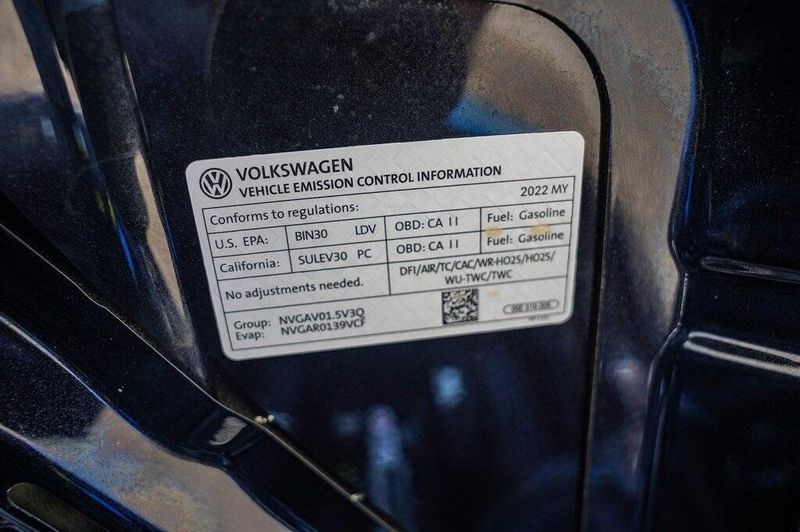 VOLKSWAGEN
VEHICLE EMISSION CONTROL INFORMATION
2022 MY
Conforms to regulations:
U.S. EPA: BIN30 LDV OBD: CA II Fuel: Gasoline
California: SULEV30 PC OBD: CA II Fuel: Gasoline
No adjustments needed. DFI/AIR/TC/CAC/WR-HO2S/HO2S/
WU-TWC/TWC
Group: NVGAV01.5V3Q
Evap: NVGAR0139VCF